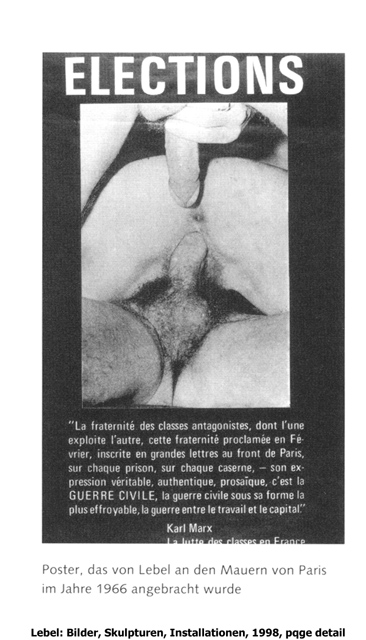 ELECTIONS
"La fraternité des classes antagonistes, dont l'une
exploite l'autre, cette fraternité proclamée en Fé-
vrier, inscrite en grandes lettres au front de Paris,
sur chaque prison, sur chaque caserne, – son ex-
pression véritable, authentique, prosaïque, c'est la
GUERRE CIVILE, la guerre civile sous sa forme la
plus effroyable, la guerre entre le travail et le capital"
Karl Marx
La lutte des classes en France
Poster, das von Lebel an den Mauern von Paris
im Jahre 1966 angebracht wurde
Lebel: Bilder, Skulpturen, Installationen, 1998, pqge detail